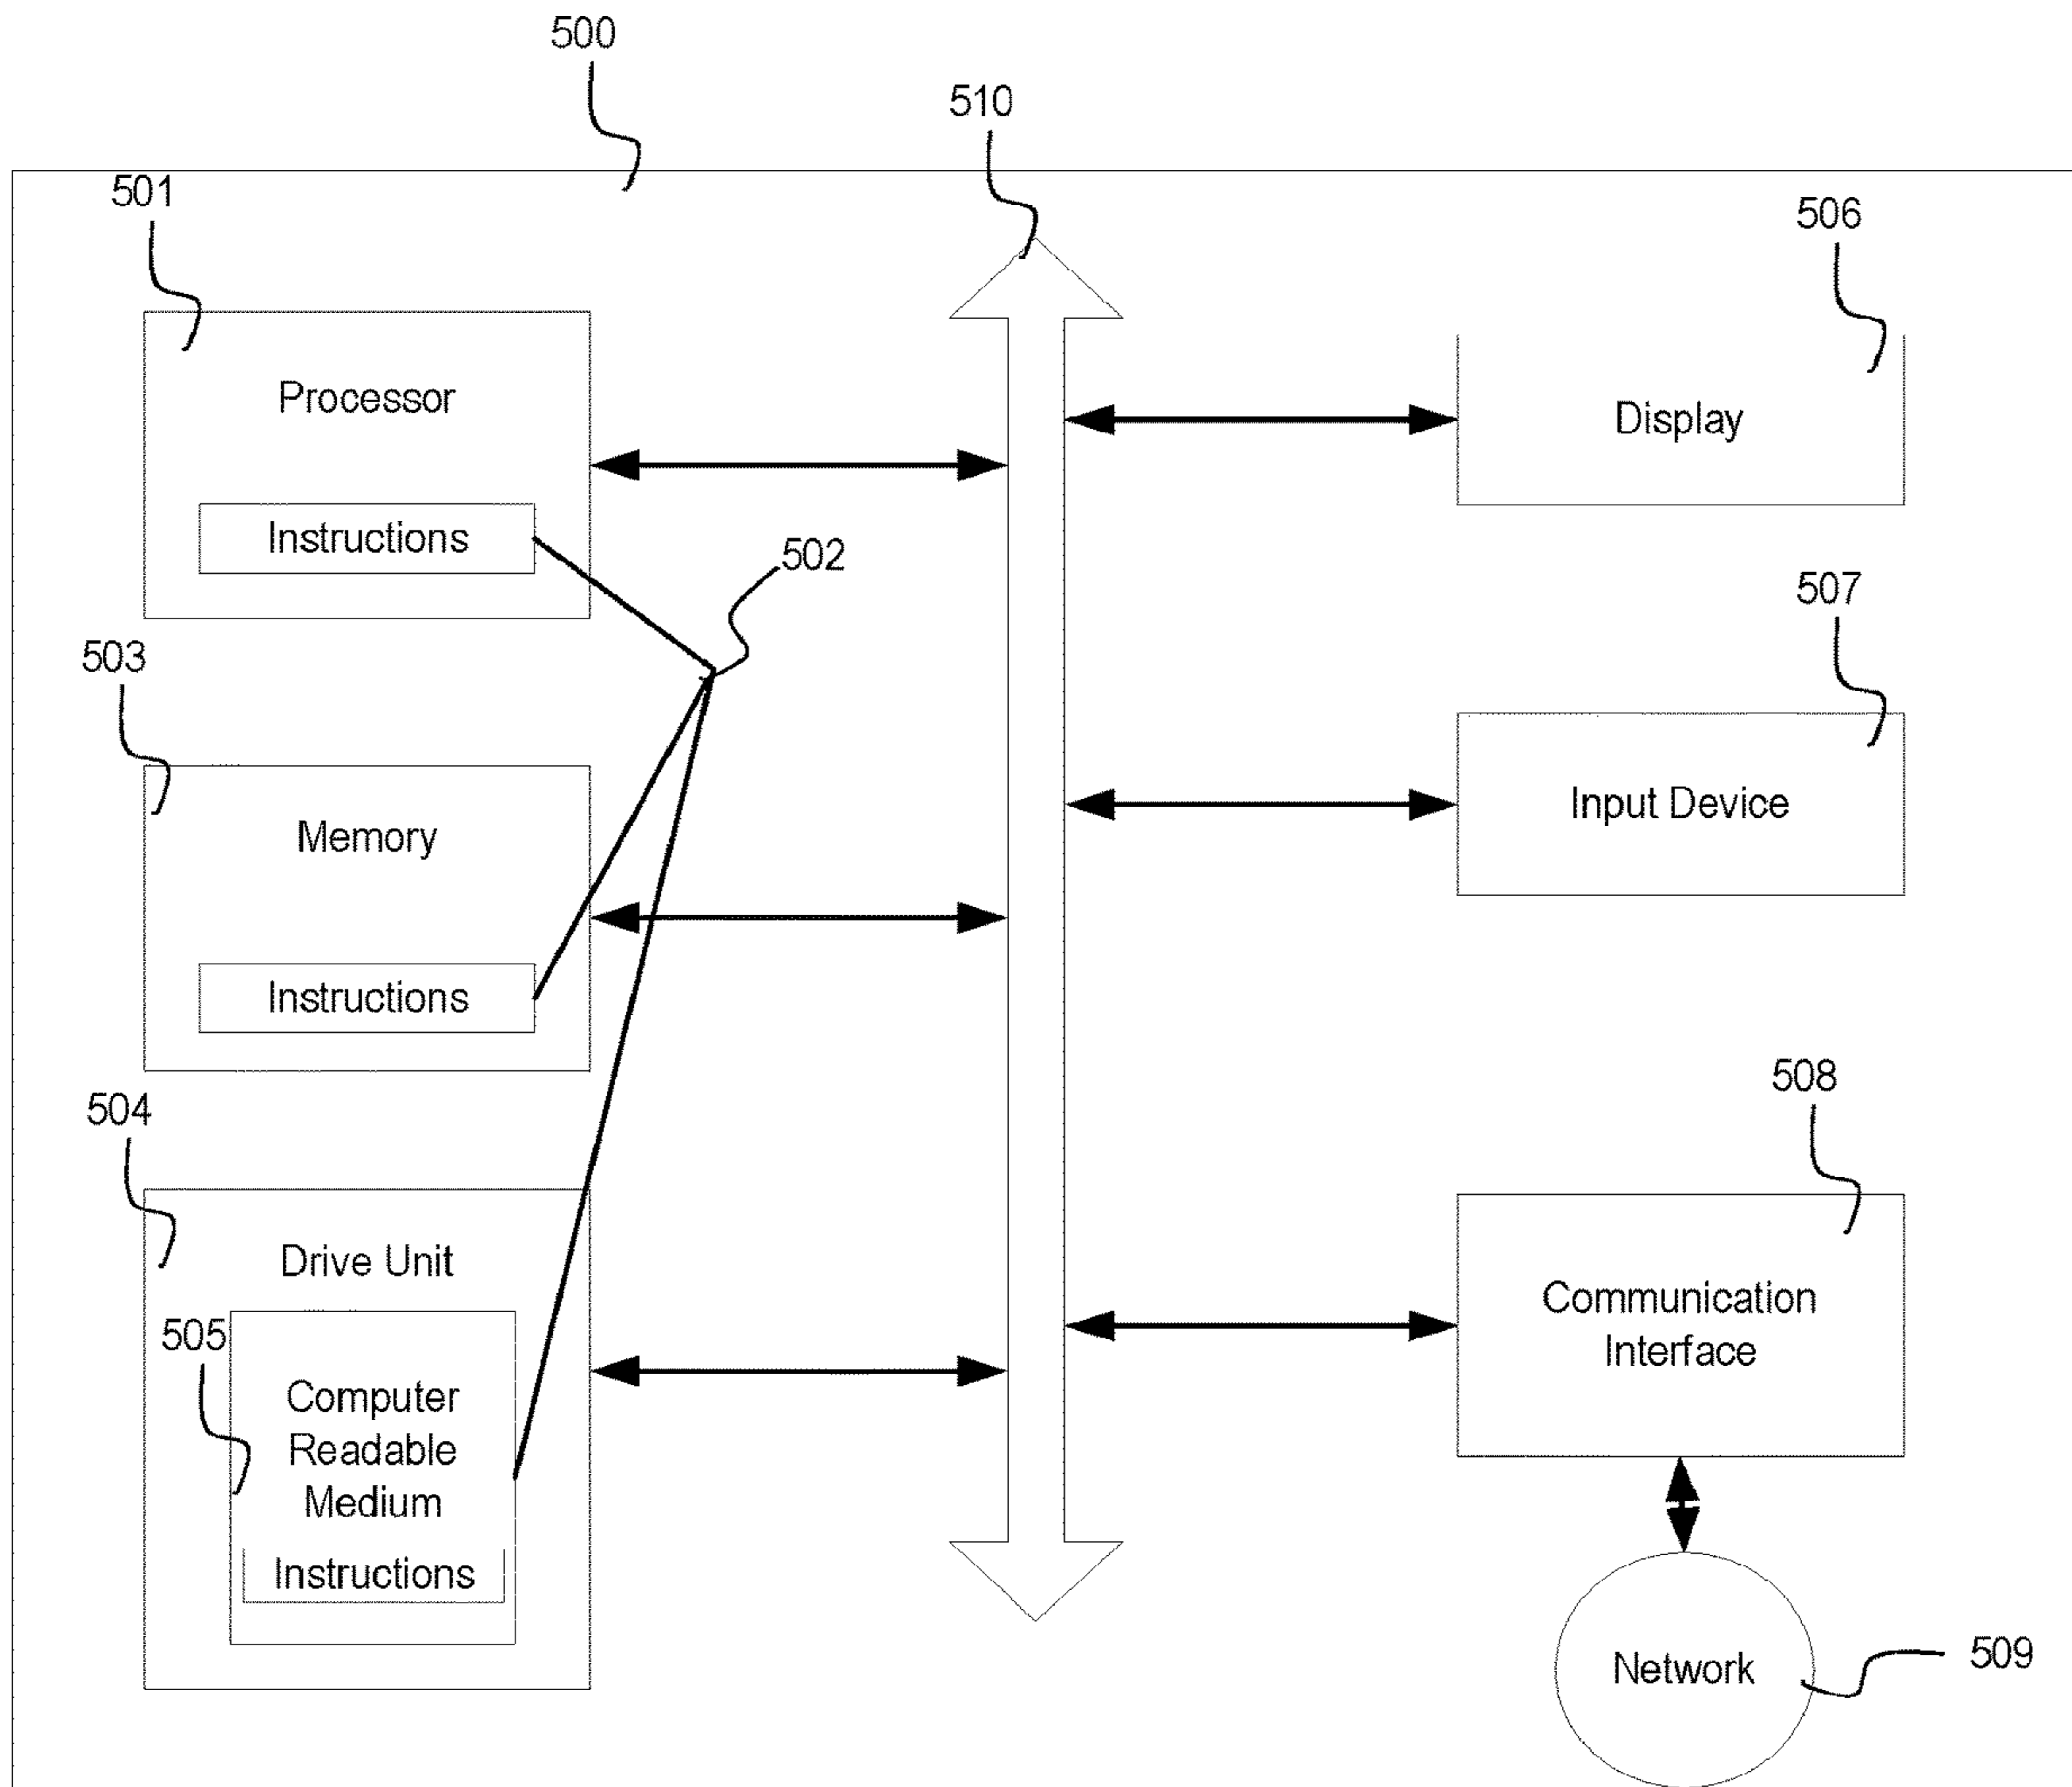 500
510
501
506
Processor
Display
Instructions
502
507
503
Input Device
Memory
Instructions
508
504
Drive Unit
Communication
Interface
505
Computer
Readable
Medium
Instructions
Network
509